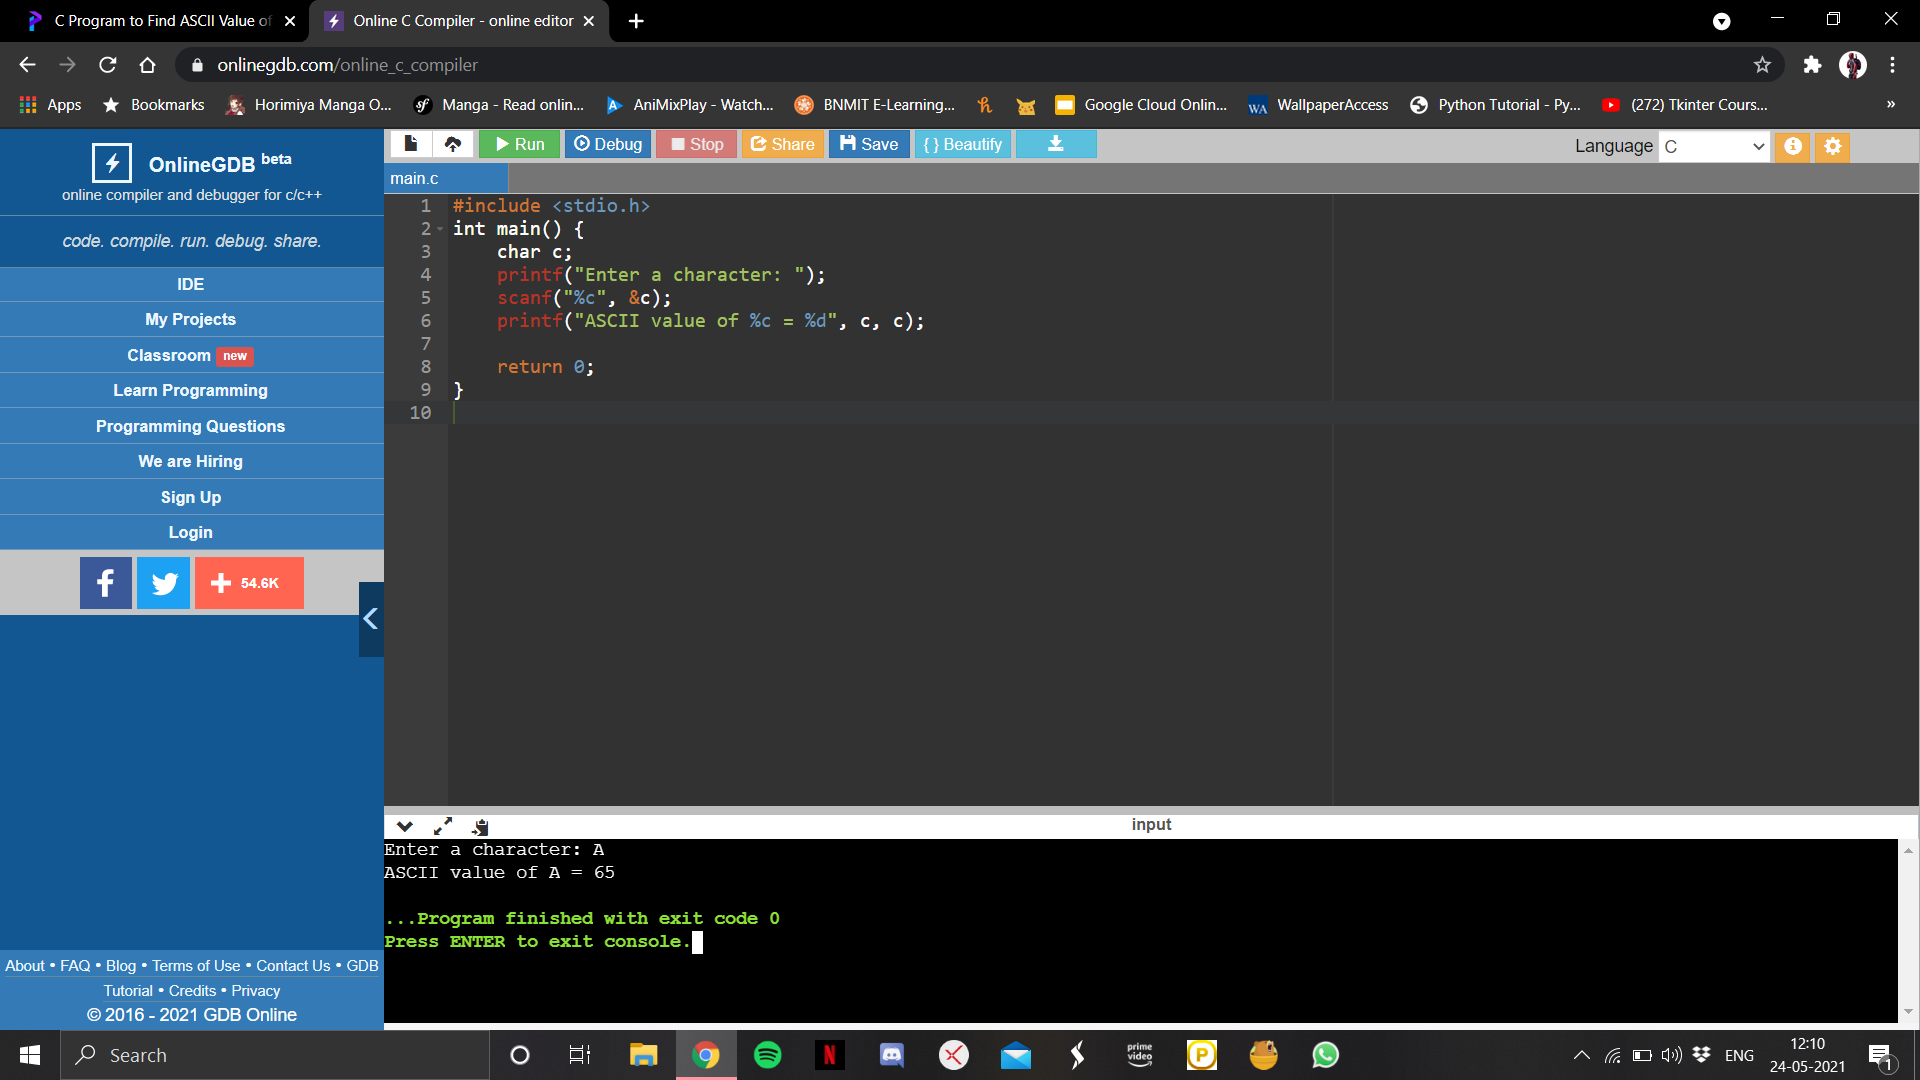 C Program to Find ASCII Value of
Online C Compiler - online editor
onlinegdb.com/online_c_compiler
Apps Bookmarks Horimiya Manga O... Manga - Read onlin... AniMixPlay - Watch... BNMIT E-Learning... Google Cloud Onlin... WA WallpaperAccess Python Tutorial - Py... (272) Tkinter Cours... »
OnlineGDB beta
online compiler and debugger for c/c++
code. compile. run. debug. share.
IDE
My Projects
Classroom new
Learn Programming
Programming Questions
We are Hiring
Sign Up
Login
f + 54.6K
About • FAQ • Blog • Terms of Use • Contact Us • GDB
Tutorial • Credits • Privacy
© 2016 - 2021 GDB Online
Run Debug Stop Share Save { } Beautify
Language C
main.c
1 #include <stdio.h>
2 int main() {
3 char c;
4 printf("Enter a character: ");
5 scanf("%c", &c);
6 printf("ASCII value of %c = %d", c, c);
7
8 return 0;
9 }
10
input
Enter a character: A
ASCII value of A = 65
...Program finished with exit code 0
Press ENTER to exit console.
Search
N
prime video
P
ENG
12:10
24-05-2021
1